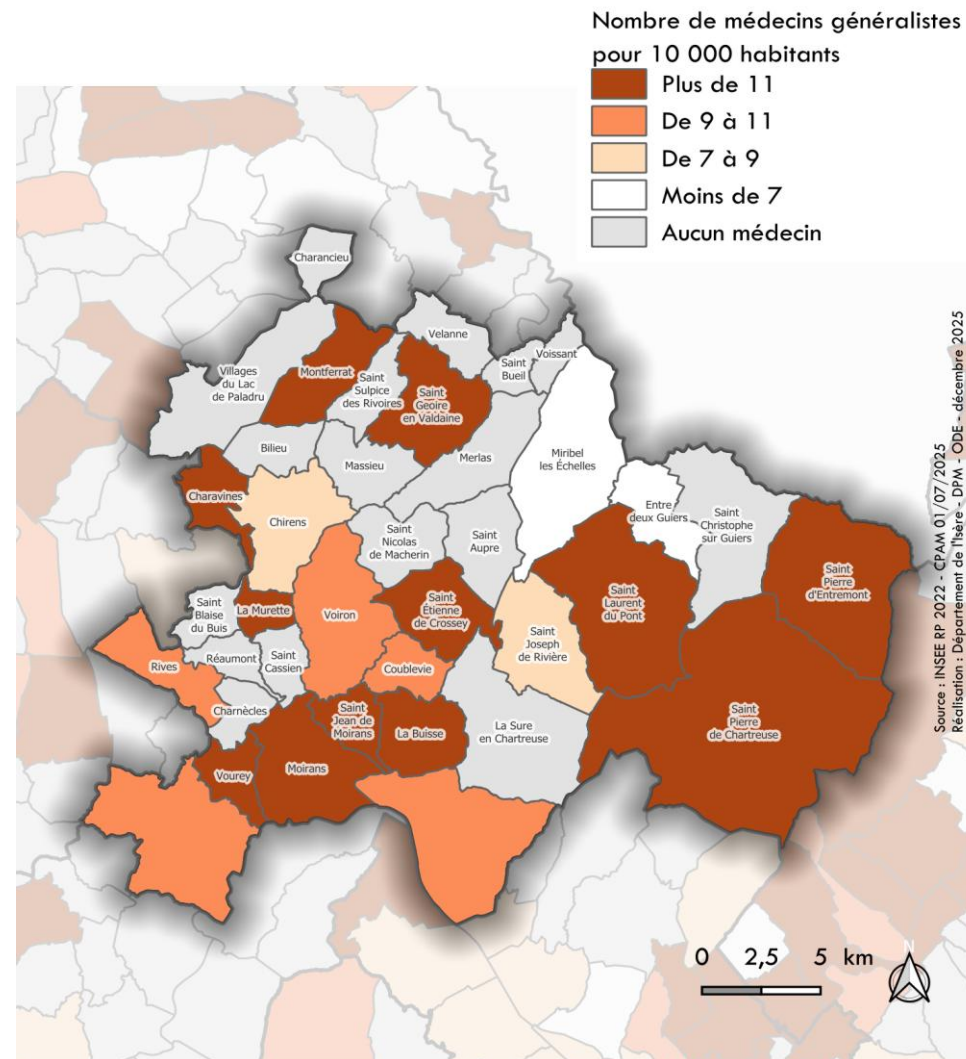 Nombre de médecins généralistes
pour 10 000 habitants
Plus de 11
De 9 à 11
De 7 à 9
Moins de 7
Aucun médecin
Charancieu
Velanne
Voissant
Saint
Bueil
Villages
du Lac
de Paladru
Montferrat
Saint
Sulpice
des Rivoires
Saint
Geoire
en Valdaine
Bilieu
Massieu
Merlas
Miribel
les Échelles
Charavines
Chirens
Saint
Nicolas
de Macherin
Saint
Aupre
Entre
deux Guiers
Saint
Christophe
sur Guiers
Saint
Pierre
d'Entremont
Saint
Blaise
du Buis
La Murette
Voiron
Saint
Étienne
de Crossey
Saint
Laurent
du Pont
Saint
Joseph
de Rivière
Rives
Réaumont
Saint
Cassien
Coublevie
Charnècles
Saint
Jean de
Moirans
La Buisse
La Sure
en Chartreuse
Saint
Pierre
de Chartreuse
Vourey
Moirans
Source : INSEE RP 2022 - CPAM 01/07/2025
Réalisation : Département de l'Isère - DPM - ODE - décembre 2025
0 2,5 5 km
N